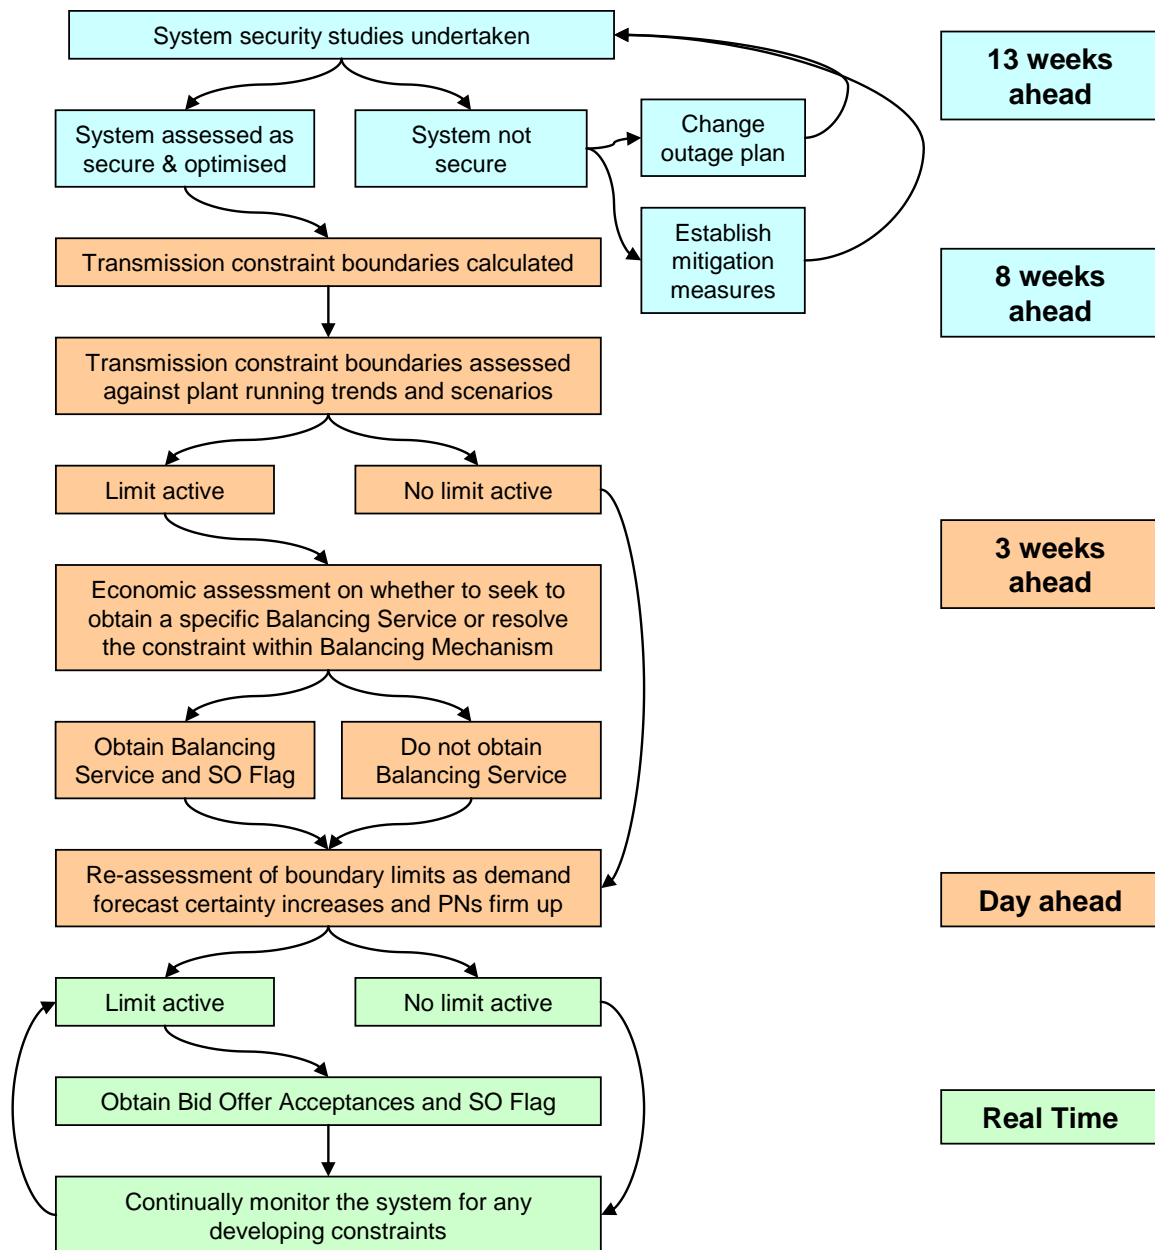 System security studies undertaken
13 weeks
ahead
System assessed as
secure & optimised
System not
secure
Change
outage plan
Establish
mitigation
measures
Transmission constraint boundaries calculated
8 weeks
ahead
Transmission constraint boundaries assessed
against plant running trends and scenarios
Limit active
No limit active
3 weeks
ahead
Economic assessment on whether to seek to
obtain a specific Balancing Service or resolve
the constraint within Balancing Mechanism
Obtain Balancing
Service and SO Flag
Do not obtain
Balancing Service
Re-assessment of boundary limits as demand
forecast certainty increases and PNs firm up
Day ahead
Limit active
No limit active
Obtain Bid Offer Acceptances and SO Flag
Real Time
Continually monitor the system for any
developing constraints